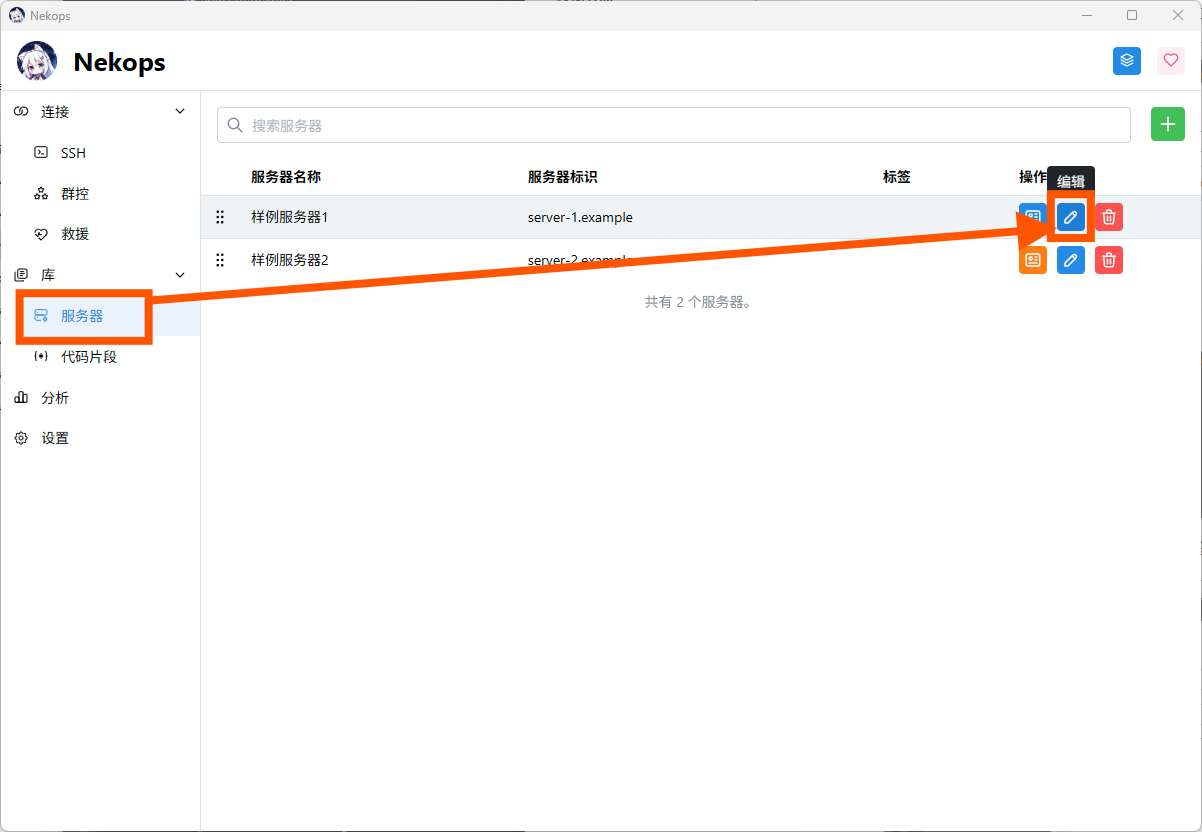 Nekops
Nekops
连接
SSH
群控
救援
库
服务器
代码片段
分析
设置
搜索服务器
服务器名称 服务器标识 标签 操作
编辑
样例服务器1 server-1.example
样例服务器2 server-2.example
共有 2 个服务器。